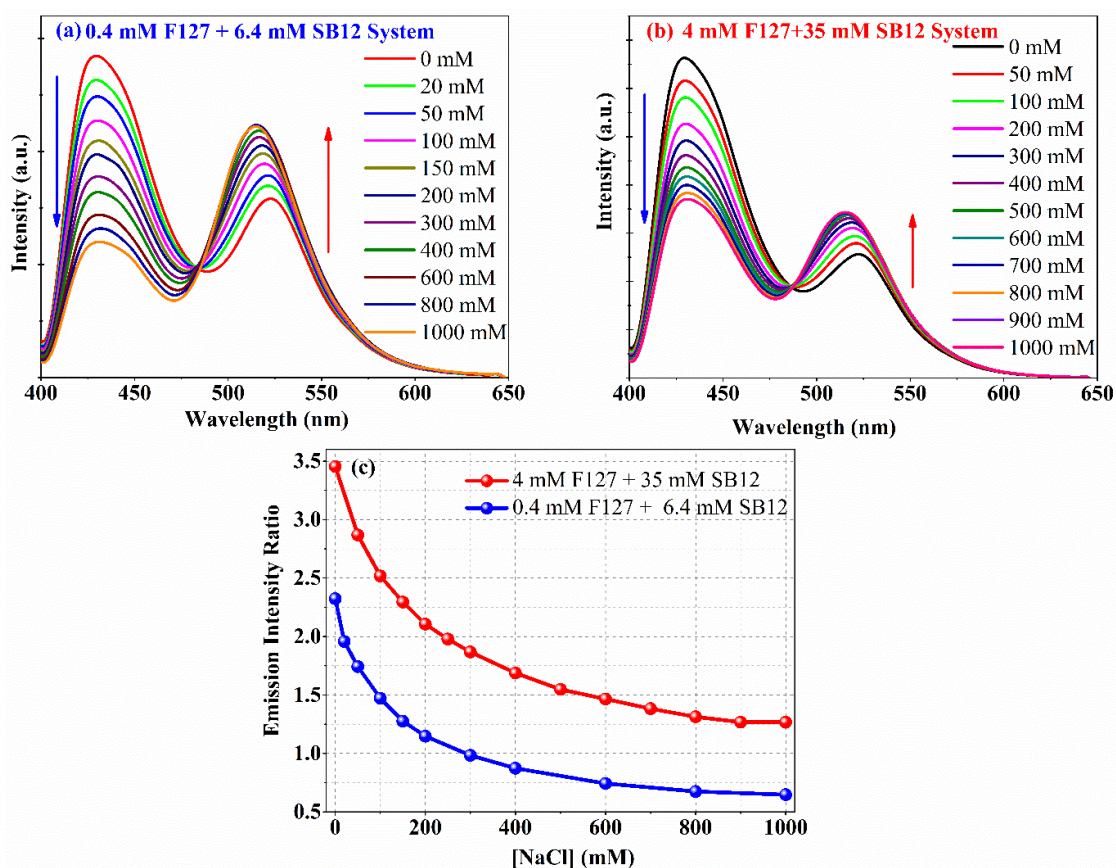 (a) 0.4 mM F127 + 6.4 mM SB12 System
0 mM
20 mM
50 mM
100 mM
150 mM
200 mM
300 mM
400 mM
600 mM
800 mM
1000 mM
Intensity (a.u.)
400 450 500 550 600 650
Wavelength (nm)
(b) 4 mM F127+35 mM SB12 System
0 mM
50 mM
100 mM
200 mM
300 mM
400 mM
500 mM
600 mM
700 mM
800 mM
900 mM
1000 mM
Intensity (a.u.)
400 450 500 550 600 650
Wavelength (nm)
(c)
4 mM F127 + 35 mM SB12
0.4 mM F127 + 6.4 mM SB12
Emission Intensity Ratio
3.5
3.0
2.5
2.0
1.5
1.0
0.5
0 200 400 600 800 1000
[NaCl] (mM)